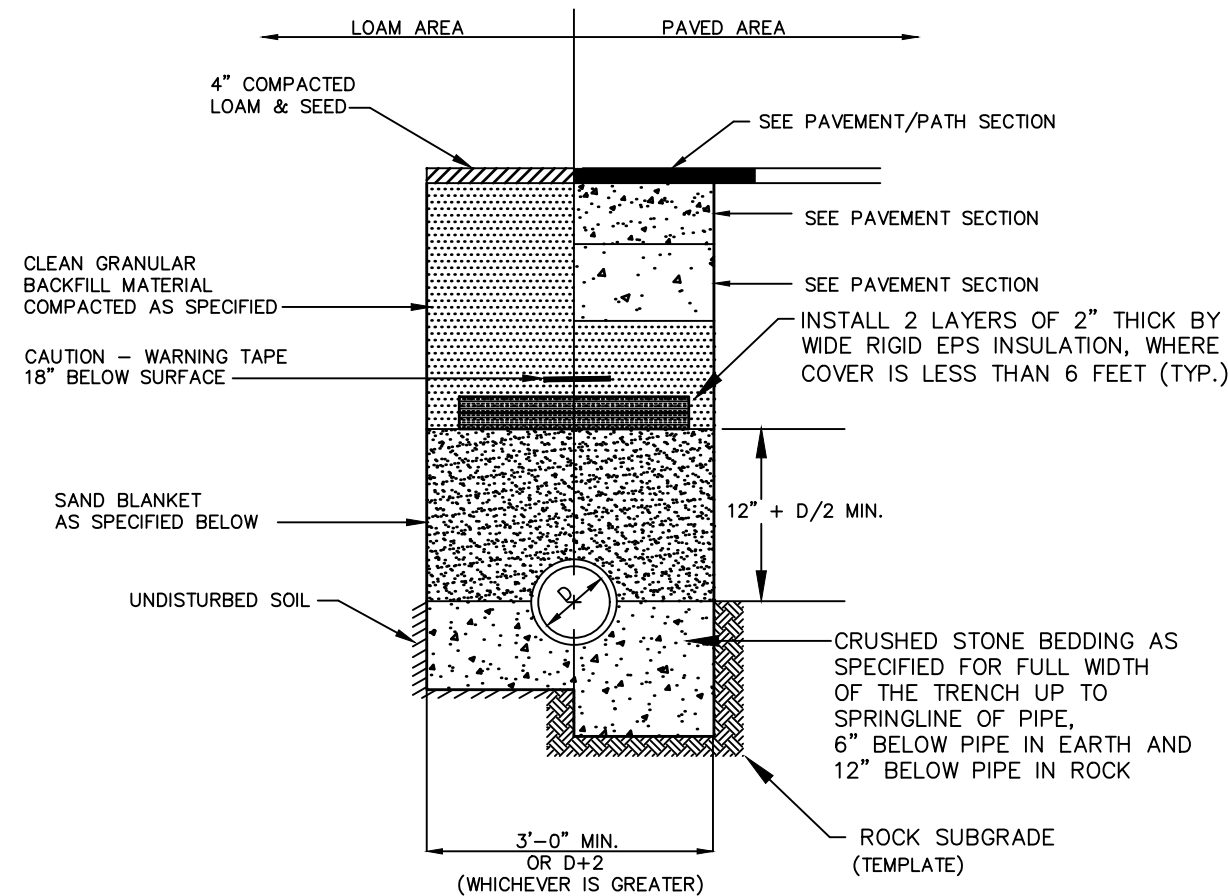 LOAM AREA
PAVED AREA
4" COMPACTED
LOAM & SEED
SEE PAVEMENT/PATH SECTION
SEE PAVEMENT SECTION
CLEAN GRANULAR
BACKFILL MATERIAL
COMPACTED AS SPECIFIED
SEE PAVEMENT SECTION
INSTALL 2 LAYERS OF 2" THICK BY
WIDE RIGID EPS INSULATION, WHERE
COVER IS LESS THAN 6 FEET (TYP.)
CAUTION – WARNING TAPE
18" BELOW SURFACE
SAND BLANKET
AS SPECIFIED BELOW
12" + D/2 MIN.
D
UNDISTURBED SOIL
CRUSHED STONE BEDDING AS
SPECIFIED FOR FULL WIDTH
OF THE TRENCH UP TO
SPRINGLINE OF PIPE,
6" BELOW PIPE IN EARTH AND
12" BELOW PIPE IN ROCK
3'-0" MIN.
OR D+2
(WHICHEVER IS GREATER)
ROCK SUBGRADE
(TEMPLATE)